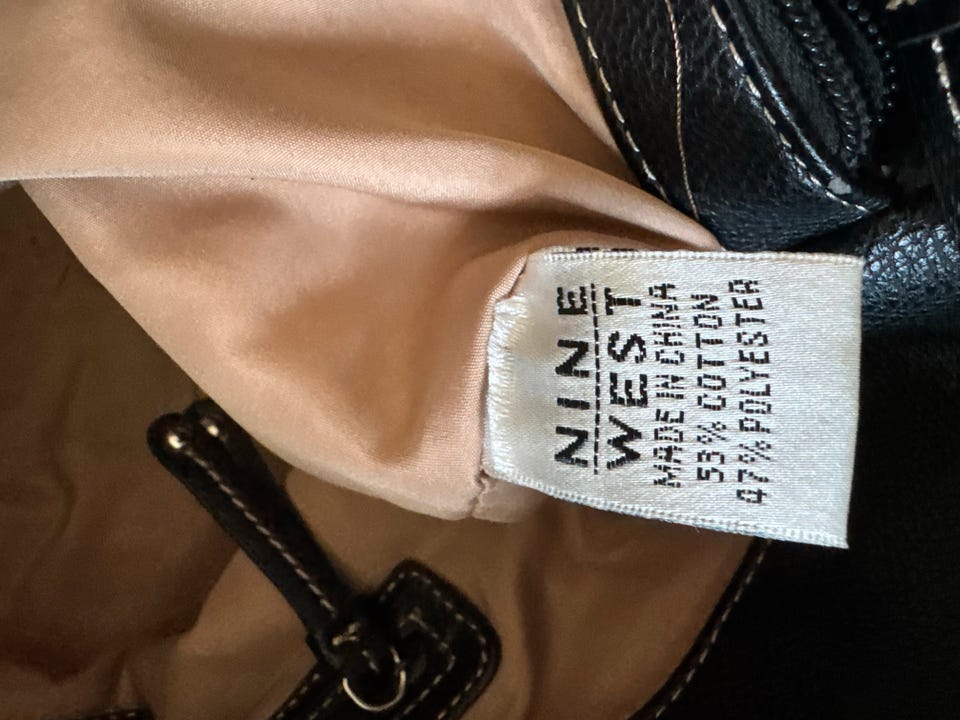 NINE
WEST
MADE IN CHINA
53% COTTON
47% POLYESTER